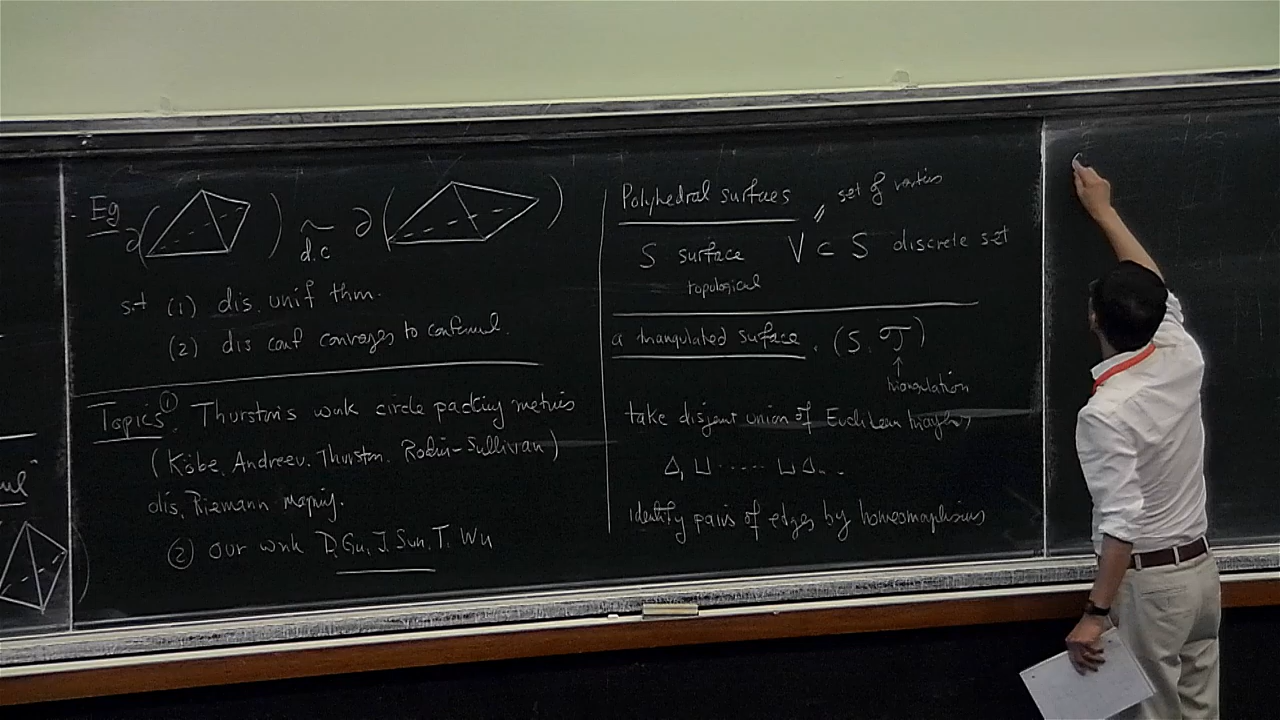 Eg ∂( ) ~ d.c ∂( )
s.t (1) dis. unif thm.
(2) dis conf converges to conformal.
Topics. ① Thurston's work circle packing metrics
(Köbe, Andreev. Thurston. Rodin-Sullivan)
dis. Riemann mapping.
② our work D. Gu, J. Sun, T. Wu
Polyhedral surfaces
set of vertices
S surface V ⊂ S discrete set
topological
a triangulated surface. (S, T)
↑
triangulation
take disjoint union of Euclidean triangles
Δ, ⊔ ..... ⊔ Δn.
identify pairs of edges by homeomorphisms